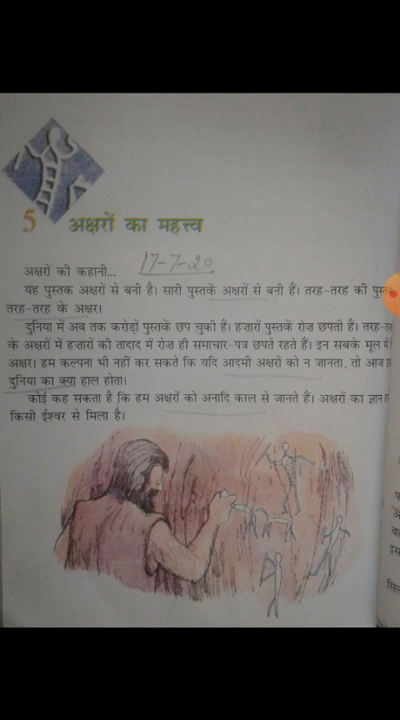 5 अक्षरों का महत्त्व
17-7-20
अक्षरों की कहानी...
यह पुस्तक अक्षरों से बनी है। सारी पुस्तकें अक्षरों से बनी हैं। तरह-तरह की
तरह-तरह के अक्षर।
दुनिया में अब तक करोड़ों पुस्तकें छप चुकी हैं। हज़ारों पुस्तकें रोज़ छपती हैं।
के अक्षरों में हज़ारों की तादाद में रोज़ ही समाचार-पत्र छपते रहते हैं। इन सबके मूल में
अक्षर। हम कल्पना भी नहीं कर सकते कि यदि आदमी अक्षरों को न जानता, तो आज
दुनिया का क्या हाल होता।
कोई कह सकता है कि हम अक्षरों को अनादि काल से जानते हैं। अक्षरों का ज्ञान
किसी ईश्वर से मिला है।